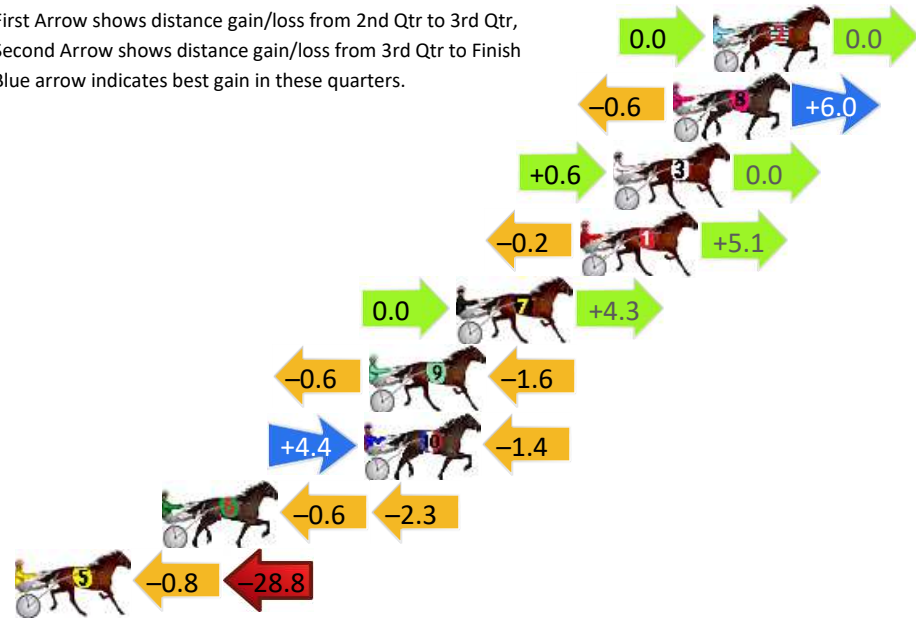 First Arrow shows distance gain/loss from 2nd Qtr to 3rd Qtr,
Second Arrow shows distance gain/loss from 3rd Qtr to Finish
Blue arrow indicates best gain in these quarters.
0.0 0.0
–0.6 8 +6.0
+0.6 3 0.0
–0.2 1 +5.1
0.0 7 +4.3
–0.6 9 –1.6
+4.4 10 –1.4
–0.6 –2.3
5 –0.8 –28.8